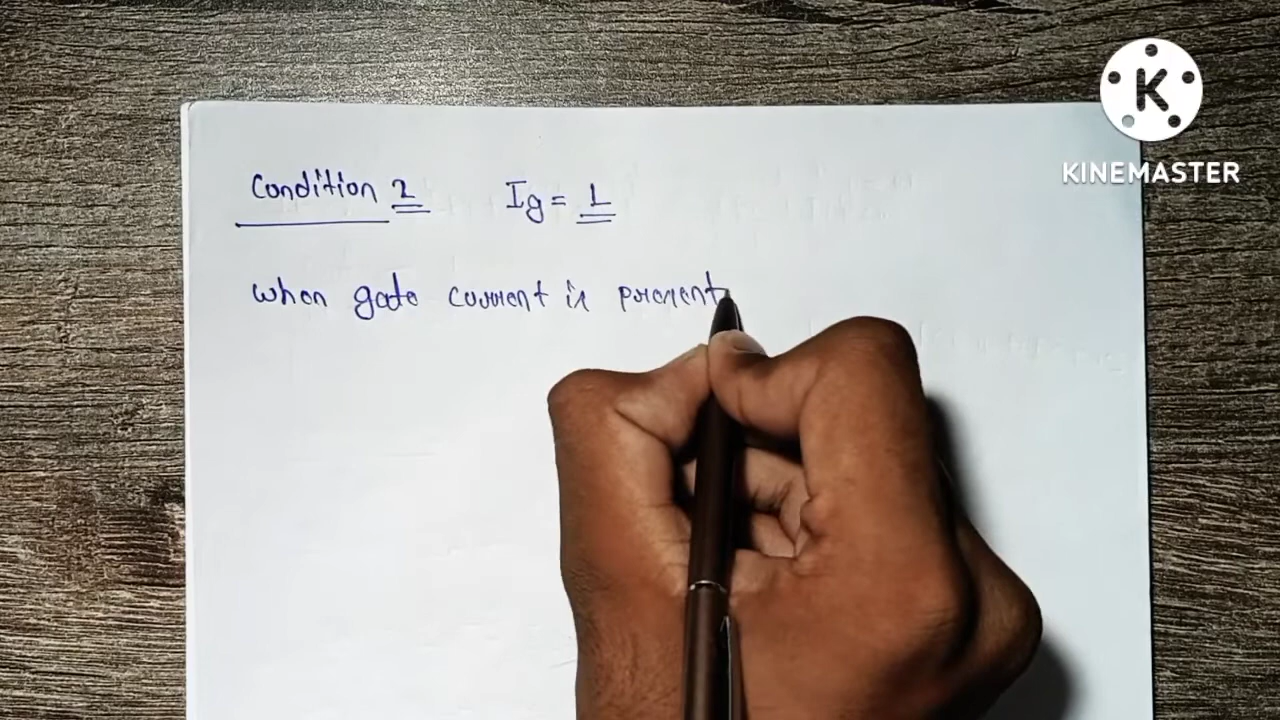 Condition 2 Ig = 1
when gate current is present
K
KINEMASTER